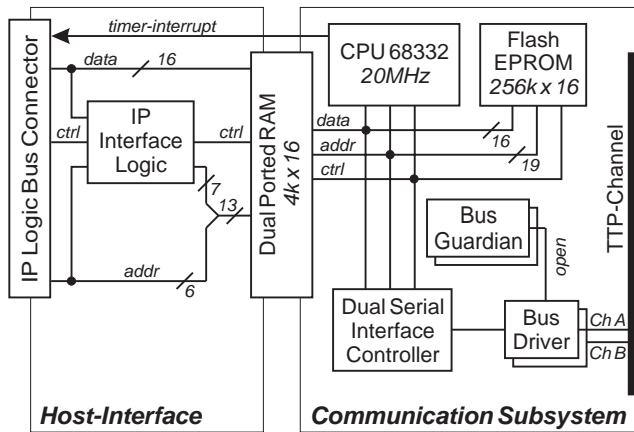 timer-interrupt
CPU 68332
20MHz
Flash
EPROM
256k x 16
data
16
IP Logic Bus Connector
IP
Interface
Logic
ctrl
ctrl
Dual Ported RAM
4k x 16
data
16
addr
19
ctrl
7
13
addr
6
Bus
Guardian
open
TTP-Channel
Dual Serial
Interface
Controller
Bus
Driver
Ch A
Ch B
Host-Interface
Communication Subsystem